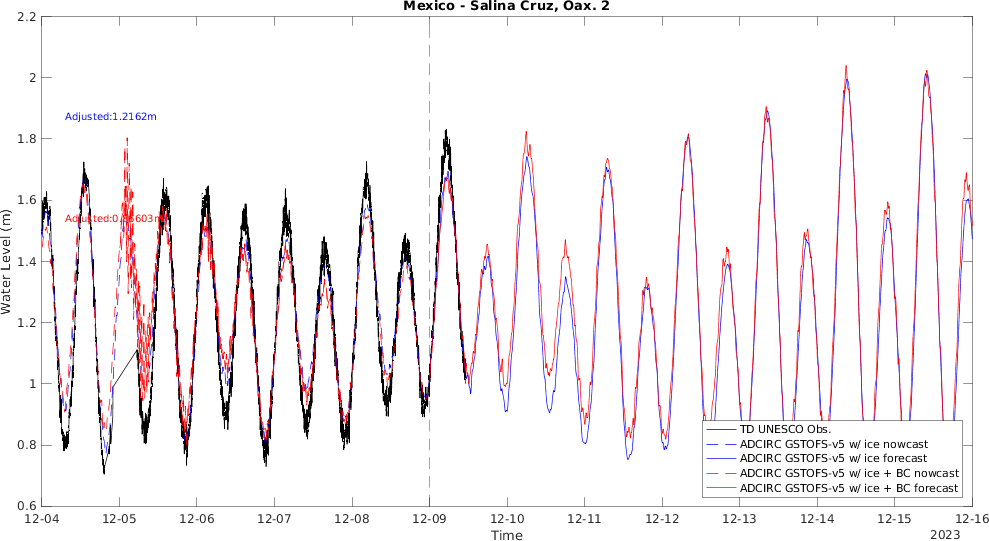 Mexico - Salina Cruz, Oax. 2
2.2
2
1.8
1.6
1.4
1.2
1
0.8
0.6
Water Level (m)
Adjusted:1.2162m
TD UNESCO Obs.
ADCIRC GSTOFS-v5 w/ ice nowcast
ADCIRC GSTOFS-v5 w/ ice forecast
ADCIRC GSTOFS-v5 w/ ice + BC nowcast
ADCIRC GSTOFS-v5 w/ ice + BC forecast
12-04 12-05 12-06 12-07 12-08 12-09 12-10 12-11 12-12 12-13 12-14 12-15 12-16
Time
2023